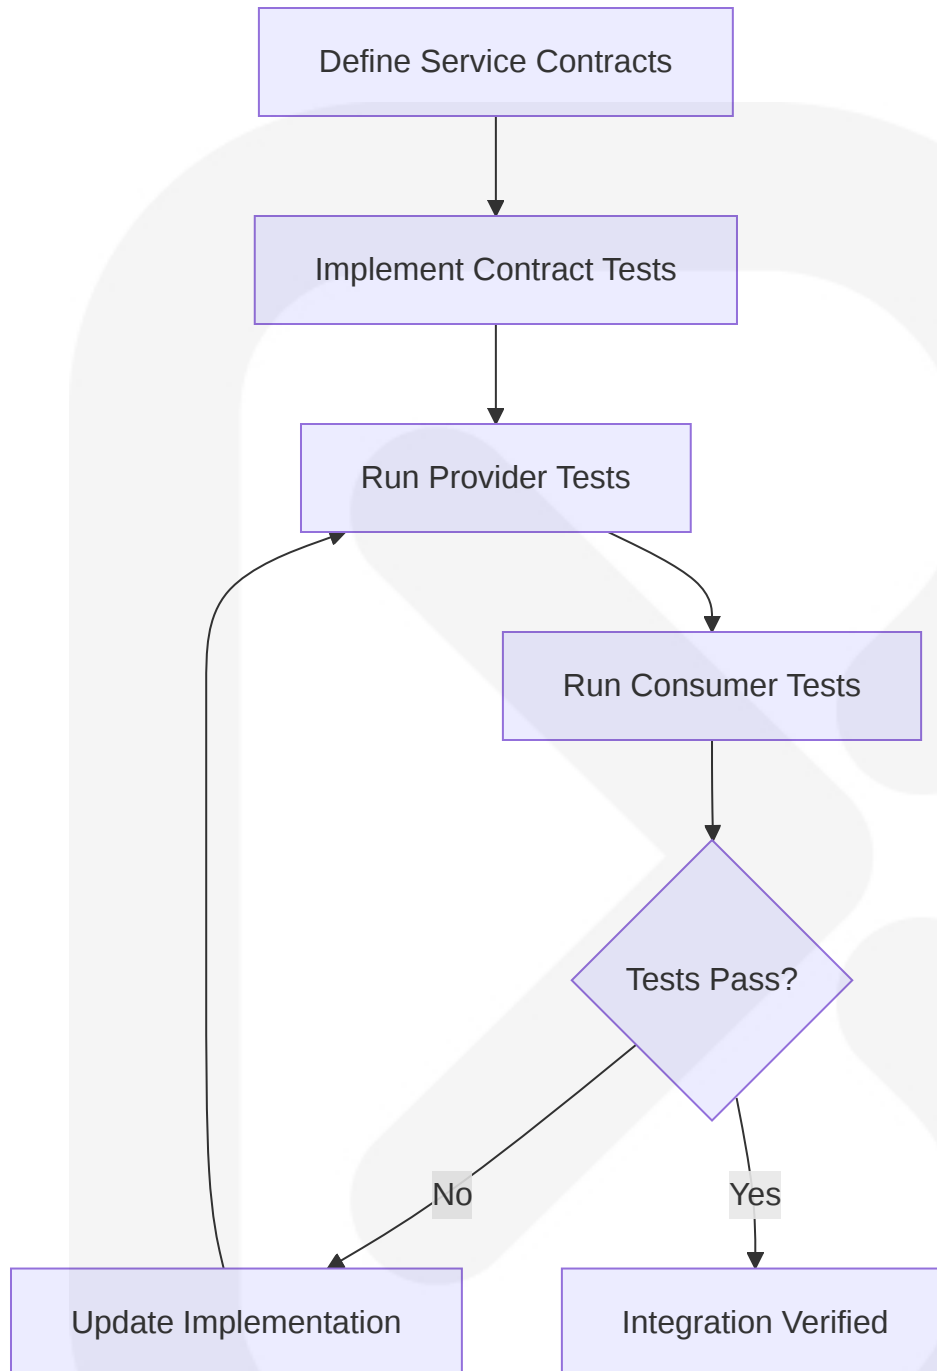 Define Service Contracts
Implement Contract Tests
Run Provider Tests
Run Consumer Tests
Tests Pass?
No
Yes
Update Implementation
Integration Verified